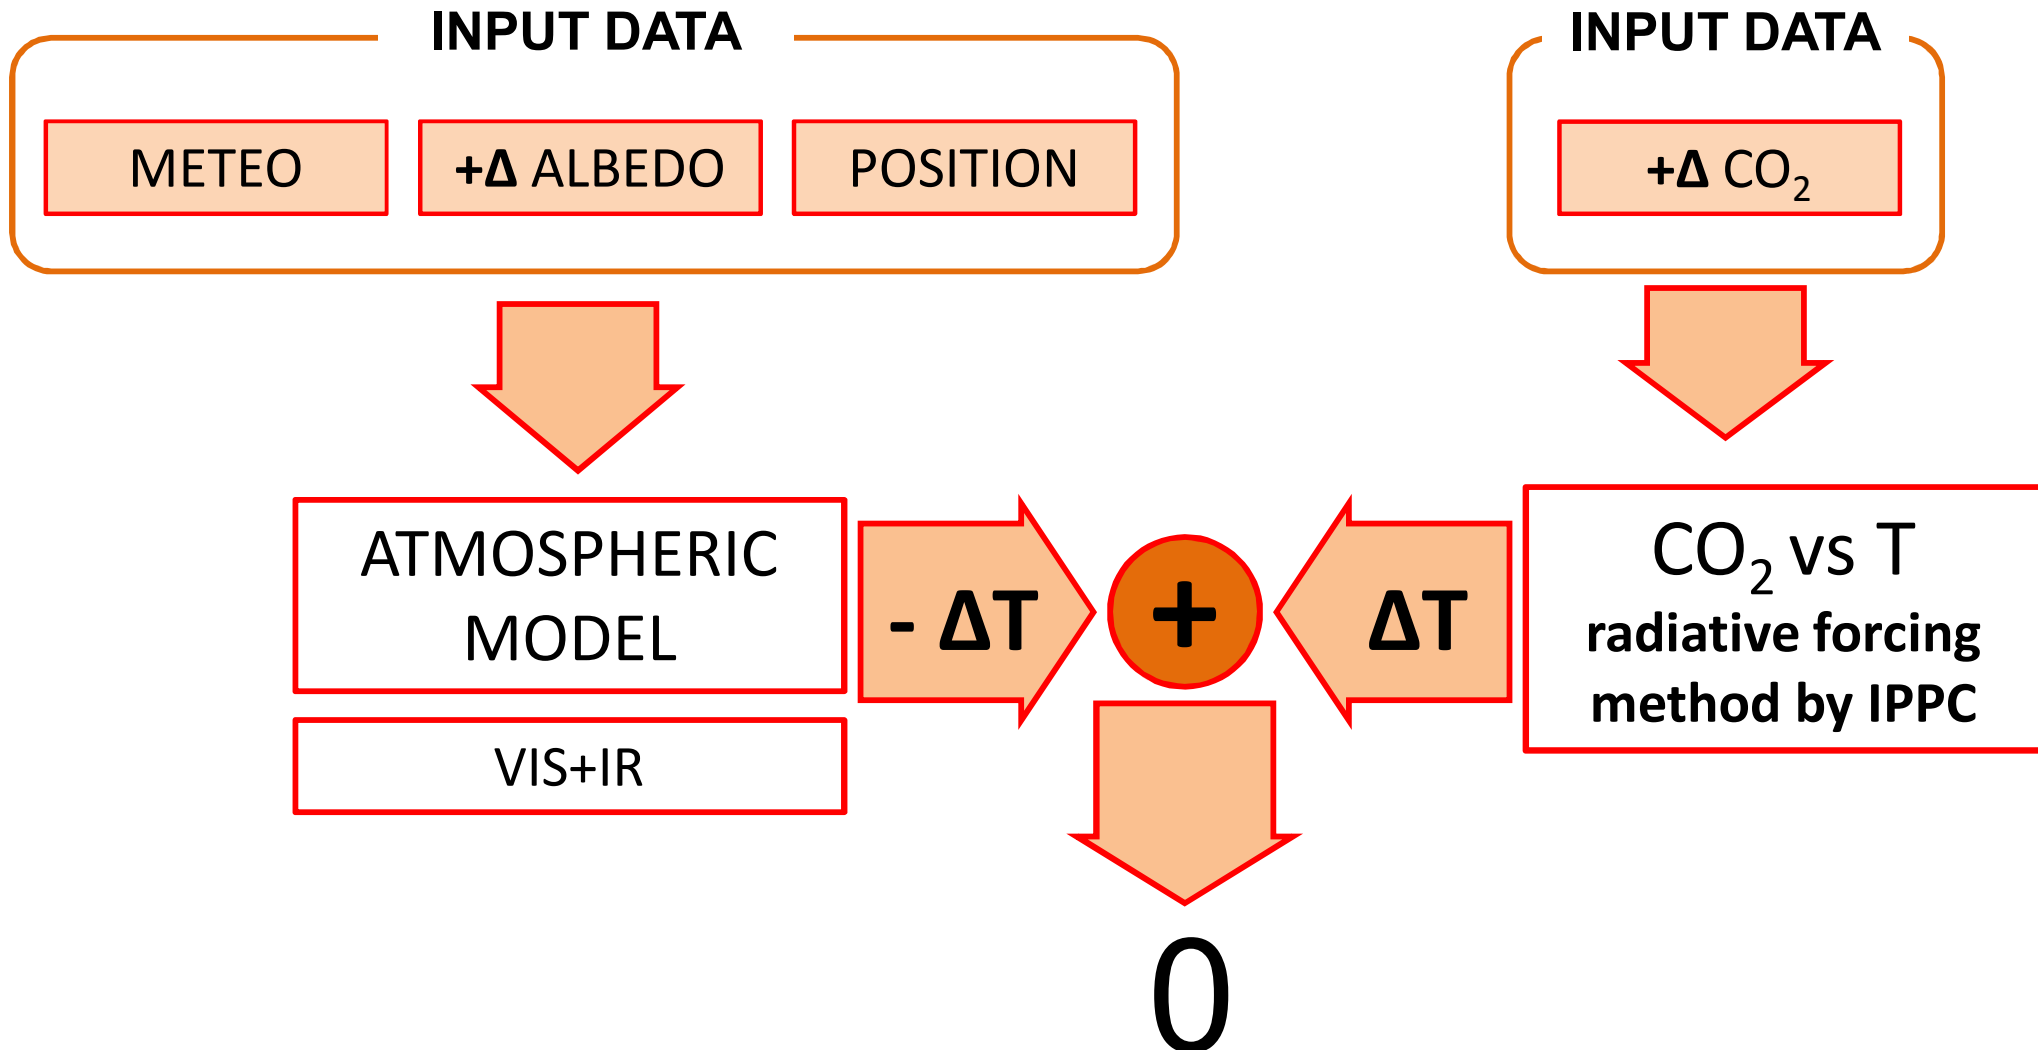 INPUT DATA
METEO
+Δ ALBEDO
POSITION
INPUT DATA
+Δ CO₂
ATMOSPHERIC
MODEL
VIS+IR
- ΔT
+
ΔT
CO₂ vs T
radiative forcing
method by IPPC
0